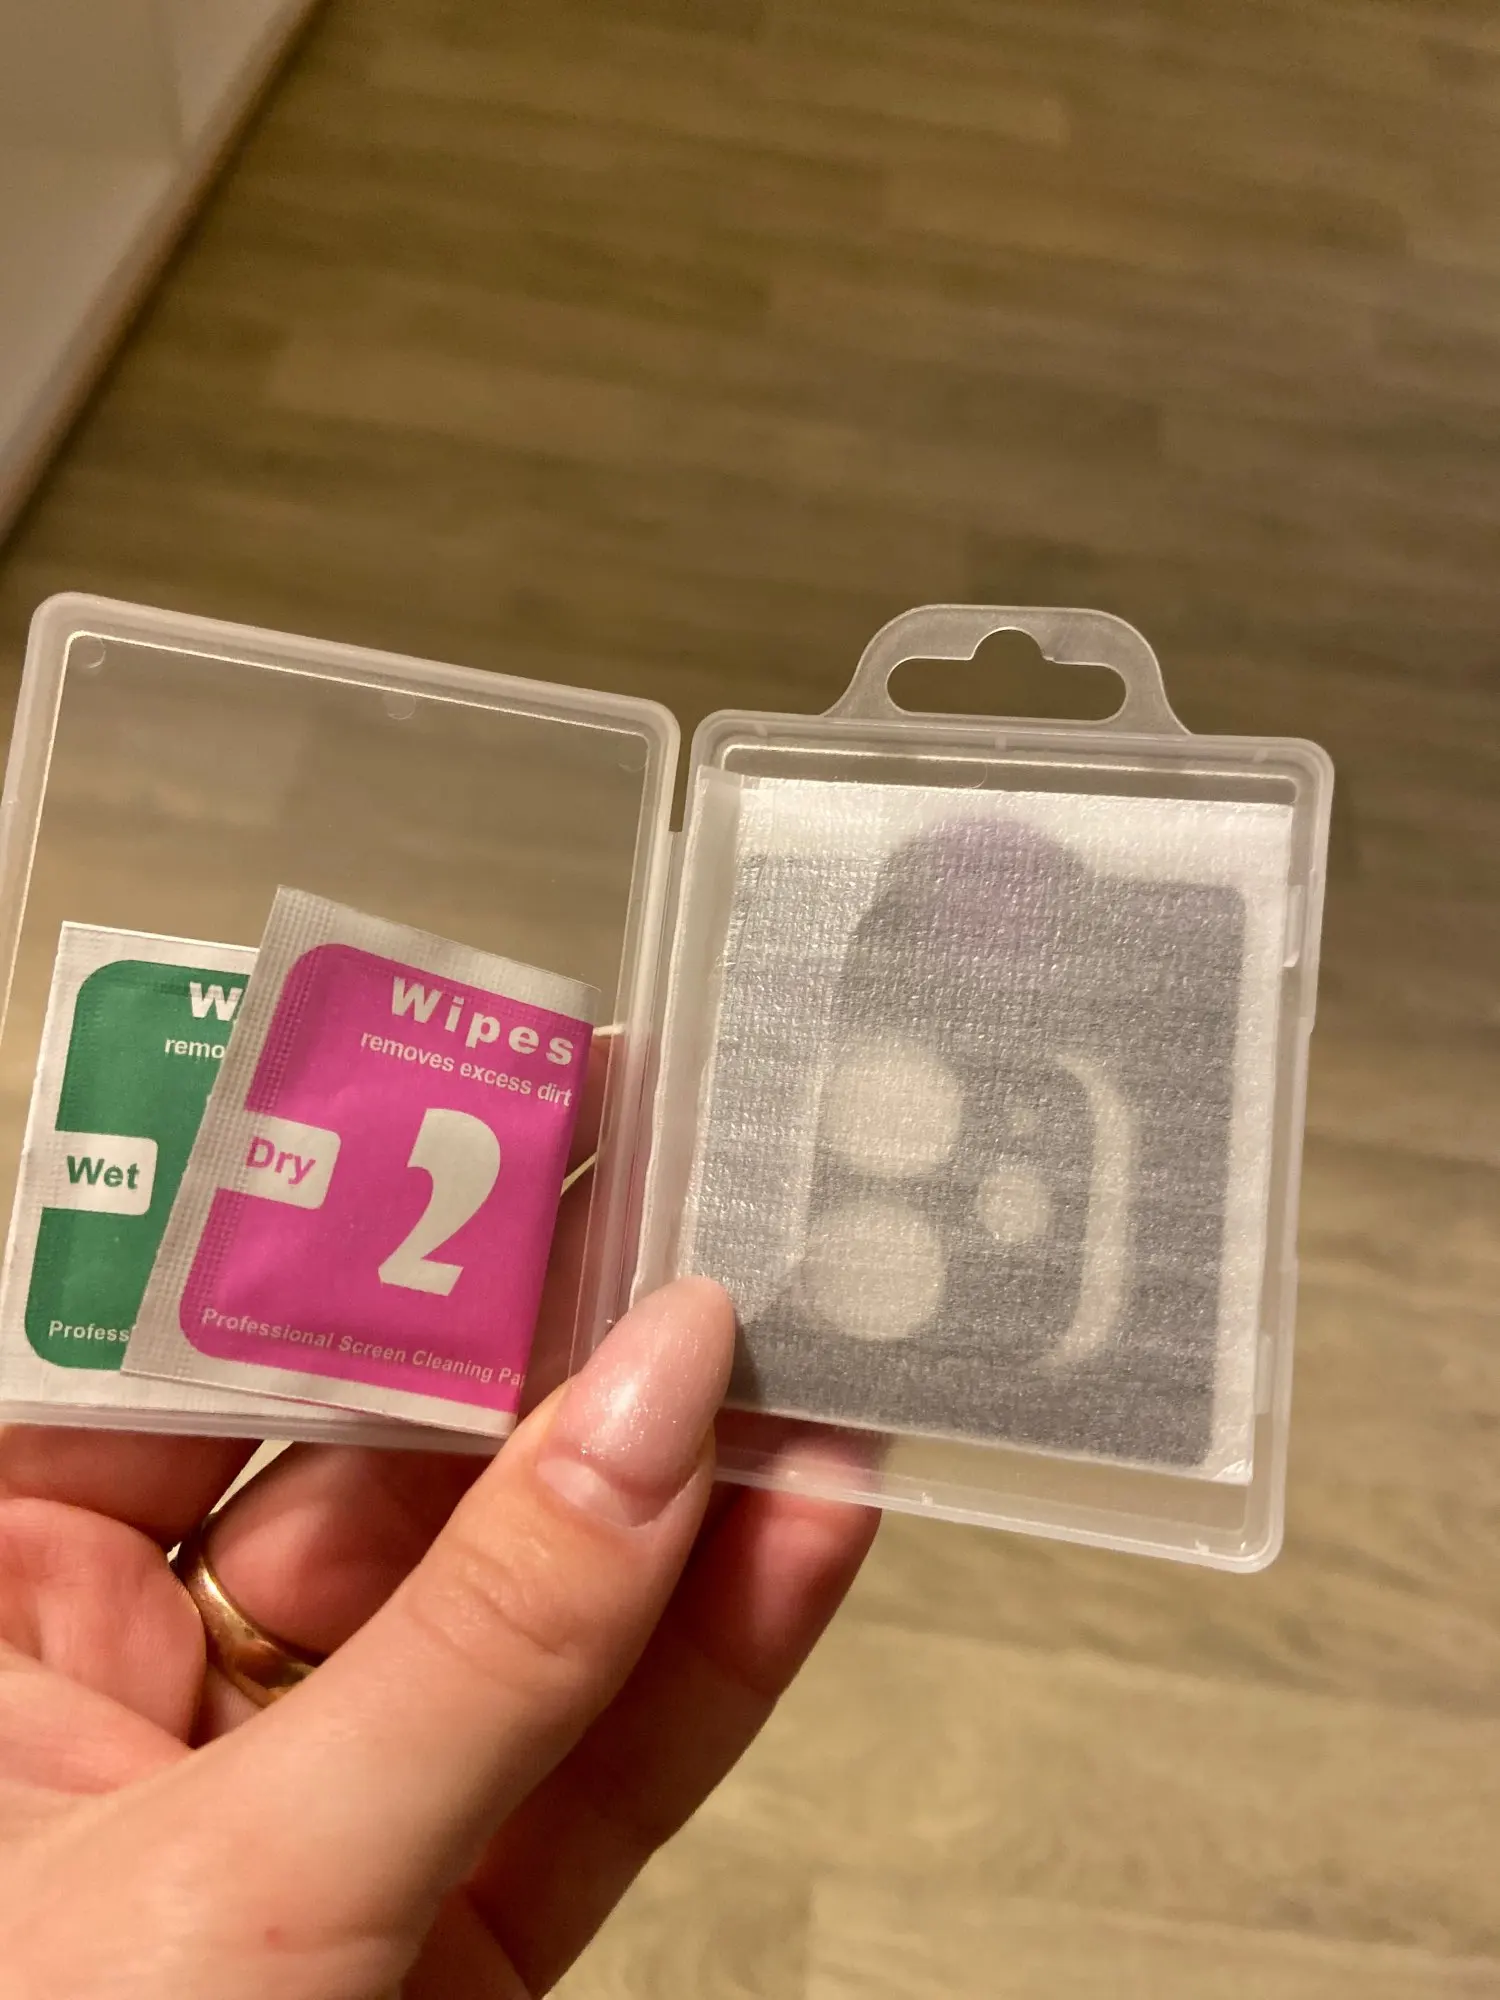 W
remo
Wet
Profess
Wipes
removes excess dirt
Dry
2
Professional Screen Cleaning Pa